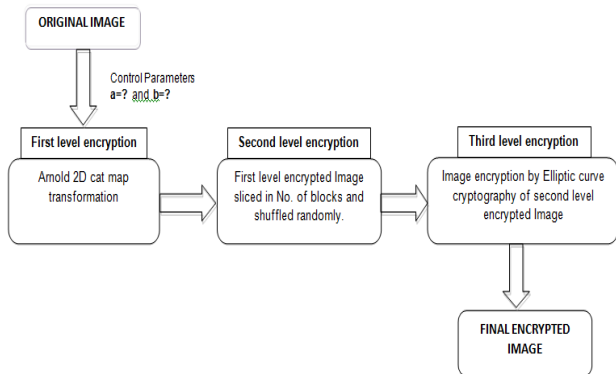 ORIGINAL IMAGE
Control Parameters
a=? and b=?
First level encryption
Arnold 2D cat map
transformation
Second level encryption
First level encrypted Image
sliced in No. of blocks and
shuffled randomly.
Third level encryption
Image encryption by Elliptic curve
cryptography of second level
encrypted Image
FINAL ENCRYPTED
IMAGE